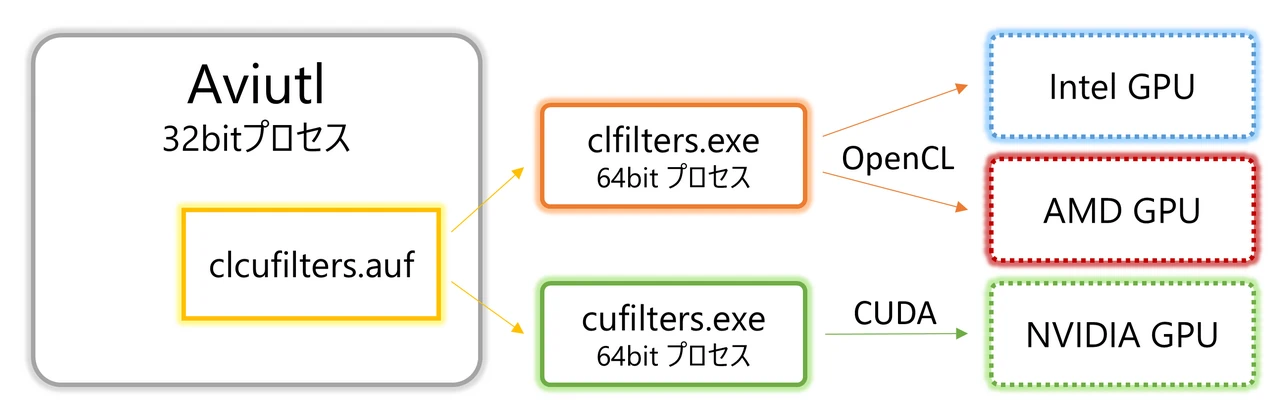 Aviutl
32bitプロセス
clcufilters.auf
clfilters.exe
64bit プロセス
cufilters.exe
64bit プロセス
OpenCL
CUDA
Intel GPU
AMD GPU
NVIDIA GPU